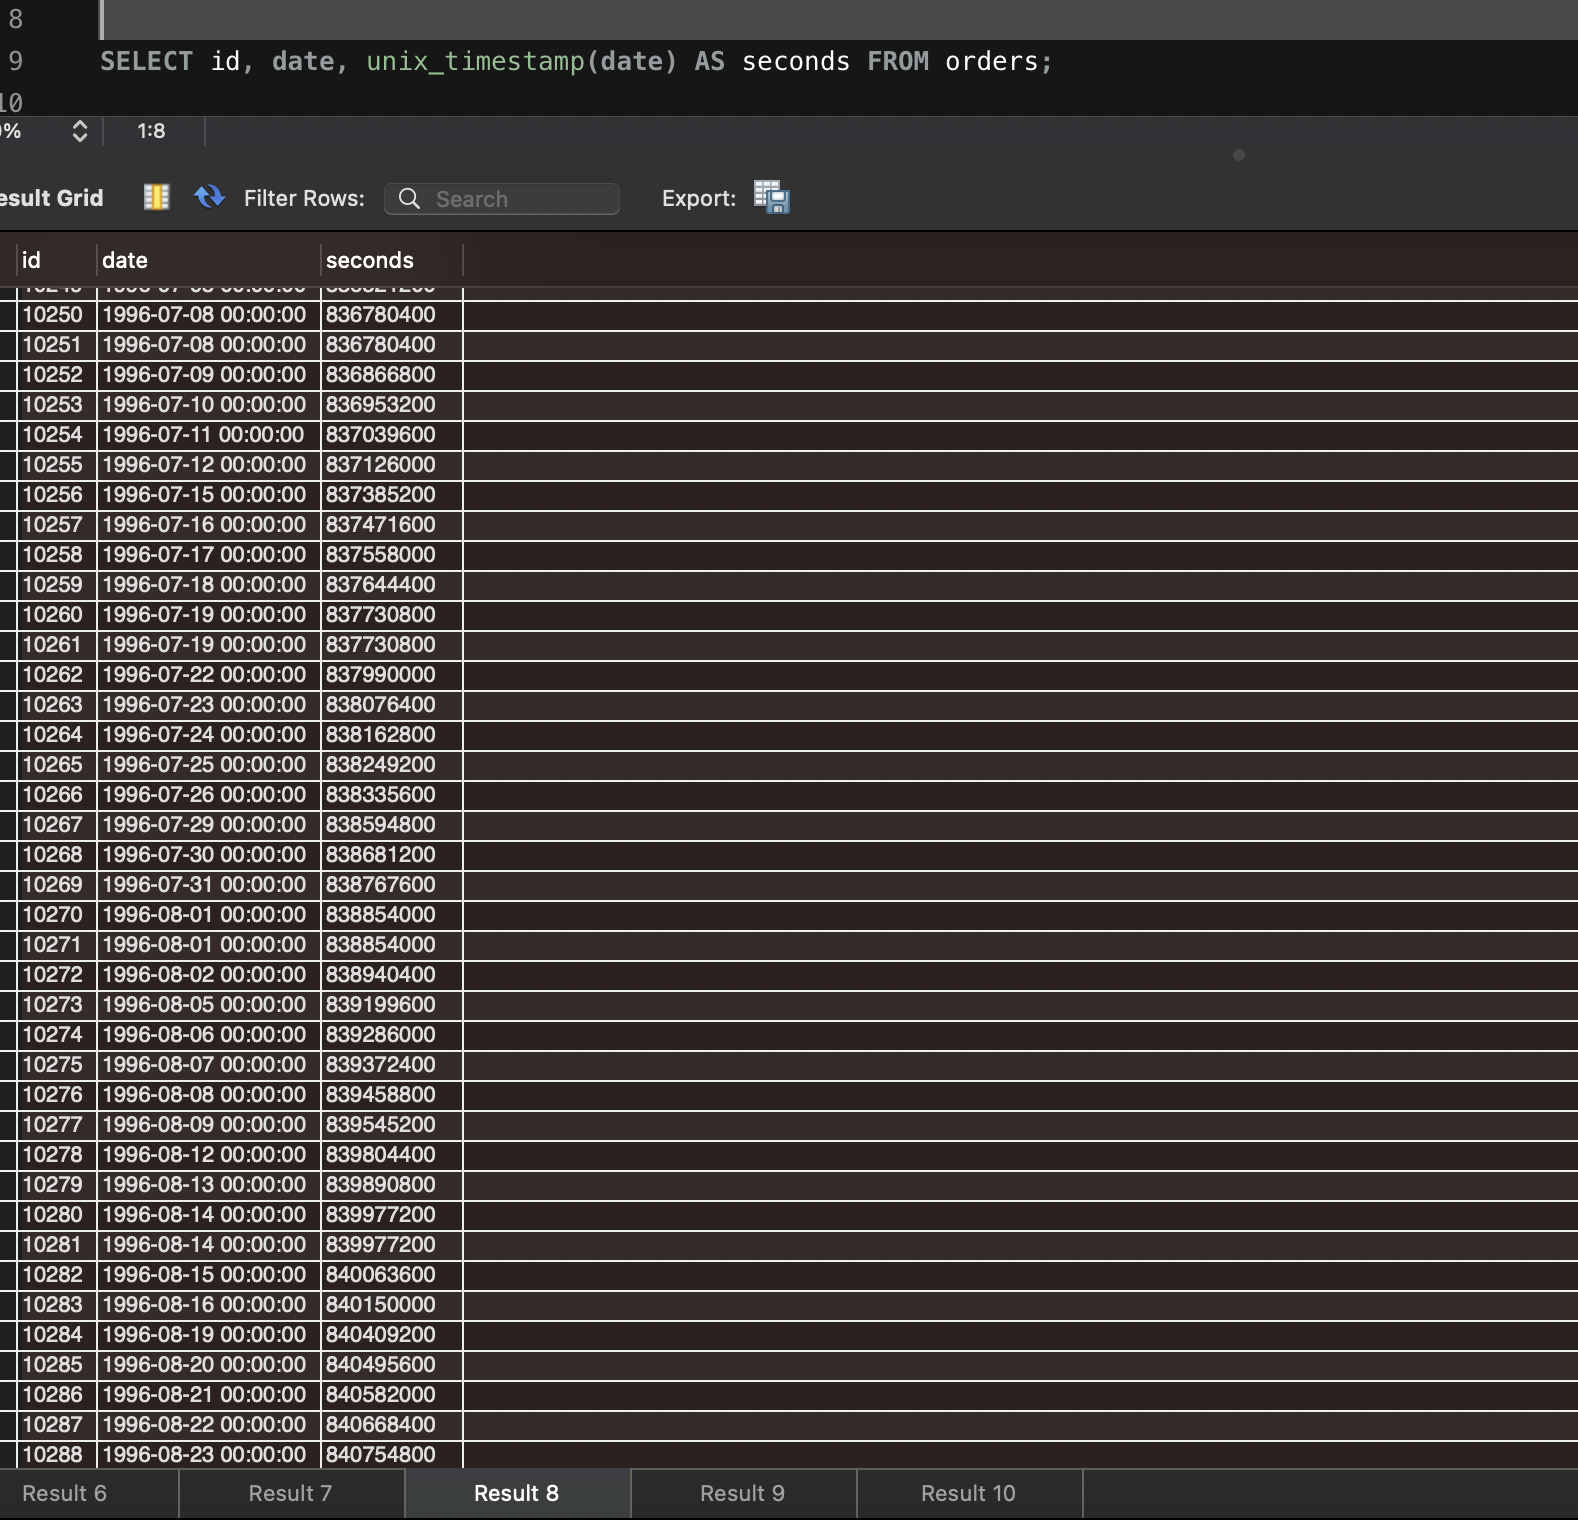 8
9 SELECT id, date, unix_timestamp(date) AS seconds FROM orders;
10
% 1:8
esult Grid Filter Rows: Search Export:
id date seconds
10250 1996-07-08 00:00:00 836780400
10251 1996-07-08 00:00:00 836780400
10252 1996-07-09 00:00:00 836866800
10253 1996-07-10 00:00:00 836953200
10254 1996-07-11 00:00:00 837039600
10255 1996-07-12 00:00:00 837126000
10256 1996-07-15 00:00:00 837385200
10257 1996-07-16 00:00:00 837471600
10258 1996-07-17 00:00:00 837558000
10259 1996-07-18 00:00:00 837644400
10260 1996-07-19 00:00:00 837730800
10261 1996-07-19 00:00:00 837730800
10262 1996-07-22 00:00:00 837990000
10263 1996-07-23 00:00:00 838076400
10264 1996-07-24 00:00:00 838162800
10265 1996-07-25 00:00:00 838249200
10266 1996-07-26 00:00:00 838335600
10267 1996-07-29 00:00:00 838594800
10268 1996-07-30 00:00:00 838681200
10269 1996-07-31 00:00:00 838767600
10270 1996-08-01 00:00:00 838854000
10271 1996-08-01 00:00:00 838854000
10272 1996-08-02 00:00:00 838940400
10273 1996-08-05 00:00:00 839199600
10274 1996-08-06 00:00:00 839286000
10275 1996-08-07 00:00:00 839372400
10276 1996-08-08 00:00:00 839458800
10277 1996-08-09 00:00:00 839545200
10278 1996-08-12 00:00:00 839804400
10279 1996-08-13 00:00:00 839890800
10280 1996-08-14 00:00:00 839977200
10281 1996-08-14 00:00:00 839977200
10282 1996-08-15 00:00:00 840063600
10283 1996-08-16 00:00:00 840150000
10284 1996-08-19 00:00:00 840409200
10285 1996-08-20 00:00:00 840495600
10286 1996-08-21 00:00:00 840582000
10287 1996-08-22 00:00:00 840668400
10288 1996-08-23 00:00:00 840754800
Result 6 Result 7 Result 8 Result 9 Result 10